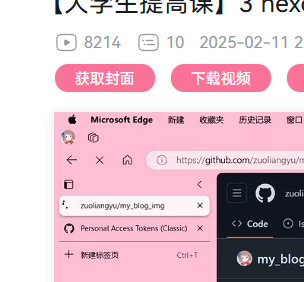 【大学生提高课】3 hexo
8214 10 2025-02-11 2
获取封面 下载视频
Microsoft Edge 新建 收藏夹 历史记录 窗口
https://github.com/zuoliangyu/m
zuoliangyu/my_blog_img
zuoli
Personal Access Tokens (Classic)
Code Is
新建标签页 Ctrl+T
my_blog